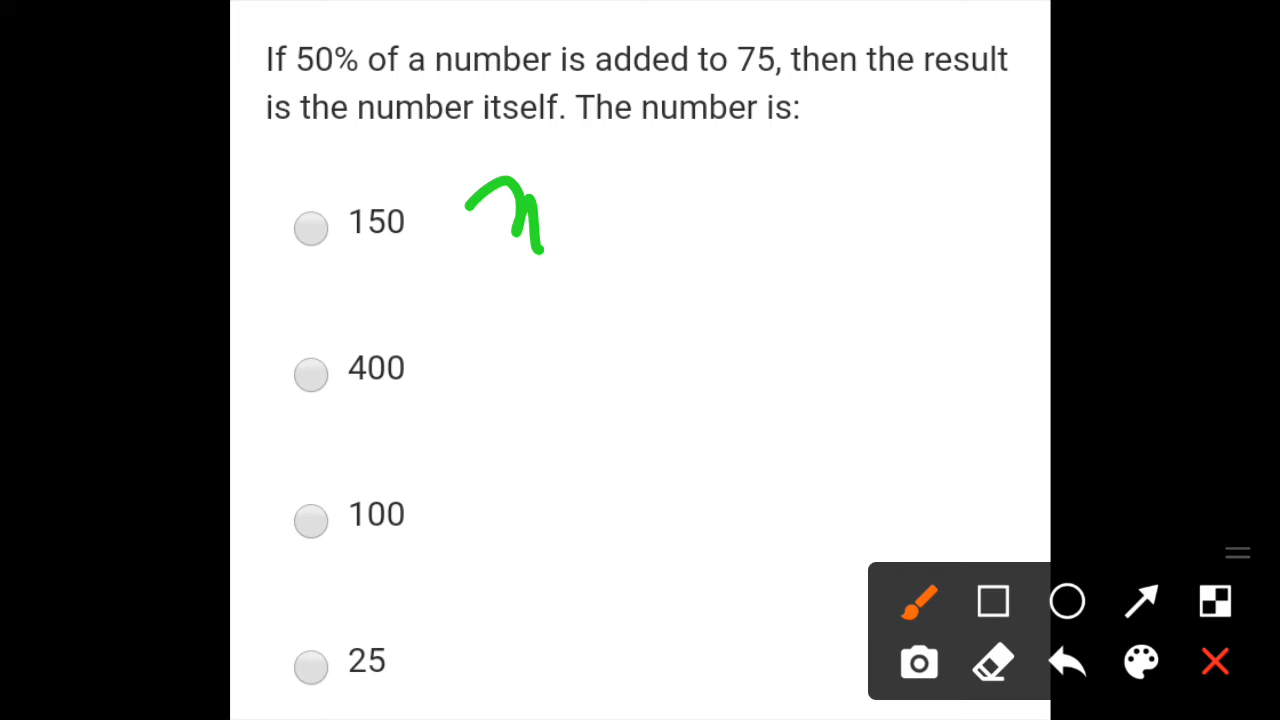 If 50% of a number is added to 75, then the result
is the number itself. The number is:
150
400
100
25